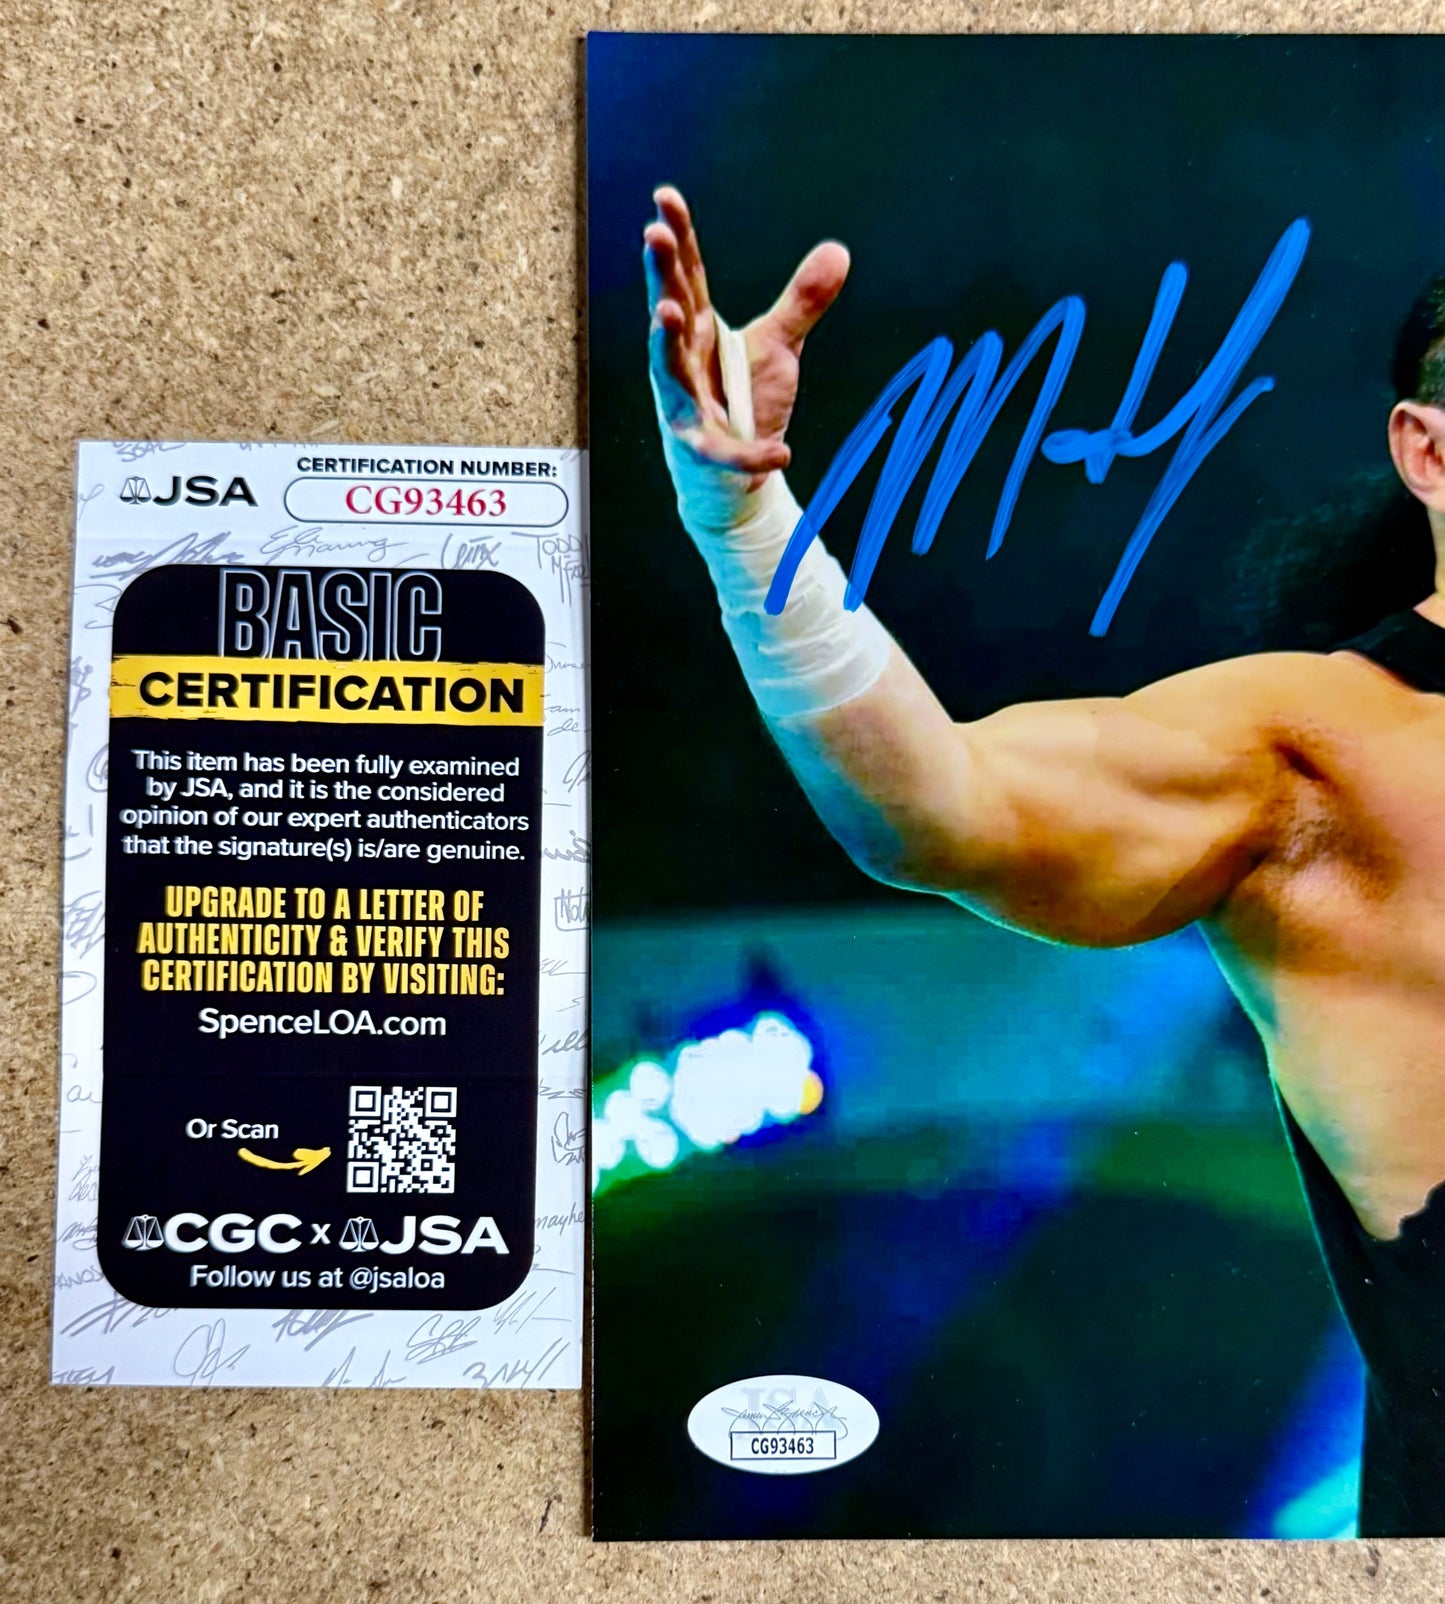 JSA
CERTIFICATION NUMBER:
CG93463
BASIC
CERTIFICATION
This item has been fully examined
by JSA, and it is the considered
opinion of our expert authenticators
that the signature(s) is/are genuine.
UPGRADE TO A LETTER OF
AUTHENTICITY & VERIFY THIS
CERTIFICATION BY VISITING:
SpenceLOA.com
Or Scan
CGC x JSA
Follow us at @jsaloa
JSA
CG93463